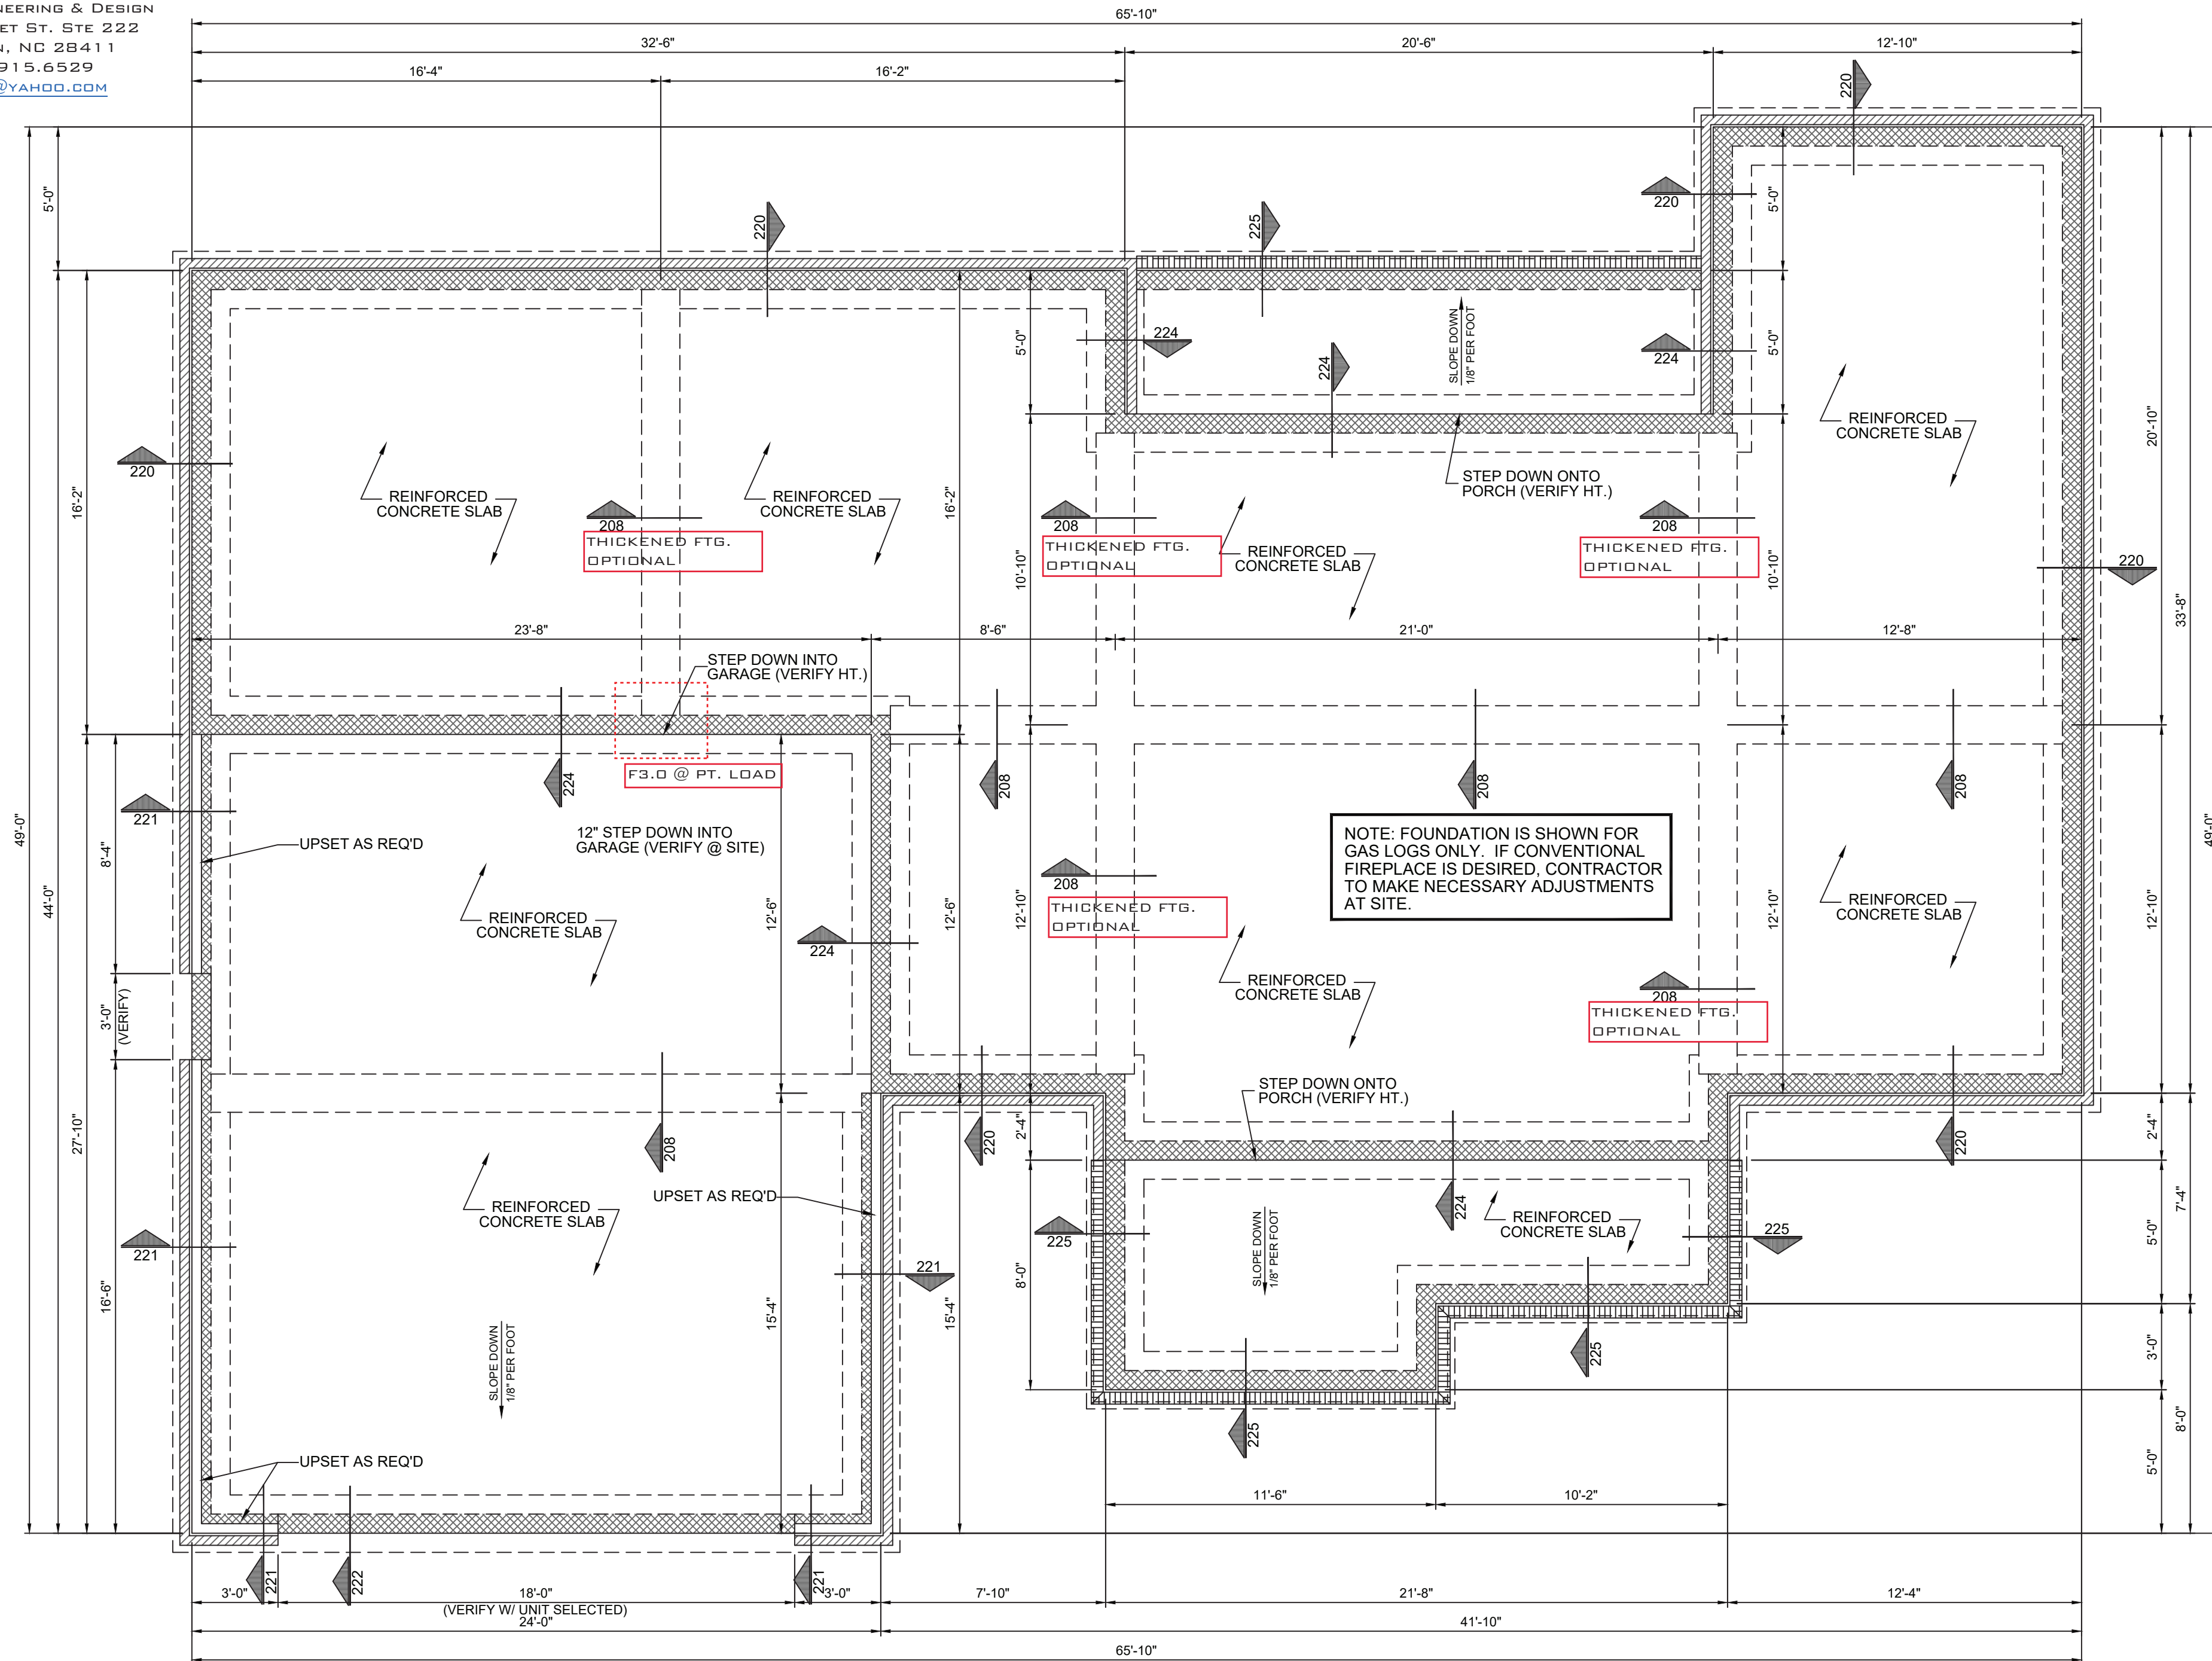 NEERING & DESIGN
ET ST. STE 222
N, NC 28411
915.6529
@YAHOO.COM
65'-10"
32'-6"
20'-6"
12'-10"
16'-4"
16'-2"
220
5'-0"
220
225
220
5'-0"
224
224
224
5'-0"
5'-0"
SLOPE DOWN
1/8" PER FOOT
REINFORCED
CONCRETE SLAB
20'-10"
220
16'-2"
REINFORCED
CONCRETE SLAB
208
THICKENED FTG.
OPTIONAL
REINFORCED
CONCRETE SLAB
16'-2"
208
THICKENED FTG.
OPTIONAL
10'-10"
REINFORCED
CONCRETE SLAB
STEP DOWN ONTO
PORCH (VERIFY HT.)
208
THICKENED FTG.
OPTIONAL
10'-10"
220
33'-8"
23'-8"
8'-6"
21'-0"
12'-8"
STEP DOWN INTO
GARAGE (VERIFY HT.)
F3.0 @ PT. LOAD
224
208
208
208
221
49'-0"
44'-0"
8'-4"
UPSET AS REQ'D
12" STEP DOWN INTO
GARAGE (VERIFY @ SITE)
NOTE: FOUNDATION IS SHOWN FOR
GAS LOGS ONLY. IF CONVENTIONAL
FIREPLACE IS DESIRED, CONTRACTOR
TO MAKE NECESSARY ADJUSTMENTS
AT SITE.
49'-0"
REINFORCED
CONCRETE SLAB
12'-6"
224
12'-6"
12'-10"
208
THICKENED FTG.
OPTIONAL
12'-10"
REINFORCED
CONCRETE SLAB
12'-10"
3'-0"
(VERIFY)
REINFORCED
CONCRETE SLAB
208
THICKENED FTG.
OPTIONAL
STEP DOWN ONTO
PORCH (VERIFY HT.)
27'-10"
208
220
2'-4"
220
2'-4"
UPSET AS REQ'D
REINFORCED
CONCRETE SLAB
224
REINFORCED
CONCRETE SLAB
7'-4"
221
16'-6"
221
225
225
5'-0"
8'-0"
SLOPE DOWN
1/8" PER FOOT
15'-4"
15'-4"
SLOPE DOWN
1/8" PER FOOT
225
225
3'-0"
8'-0"
5'-0"
UPSET AS REQ'D
11'-6"
10'-2"
221
222
221
3'-0"
18'-0"
(VERIFY W/ UNIT SELECTED)
3'-0"
7'-10"
21'-8"
12'-4"
24'-0"
41'-10"
65'-10"